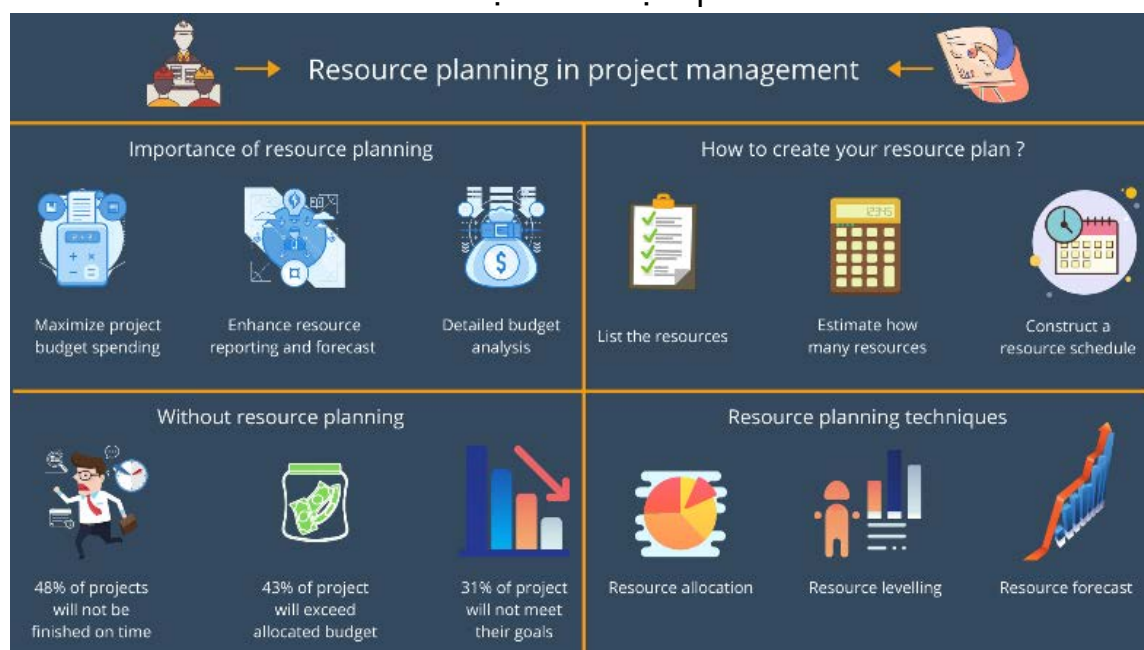 Resource planning in project management
Importance of resource planning
Maximize project
budget spending
Enhance resource
reporting and forecast
Detailed budget
analysis
How to create your resource plan ?
List the resources
12345
Estimate how
many resources
Construct a
resource schedule
Without resource planning
48% of projects
will not be
finished on time
43% of project
will exceed
allocated budget
31% of project
will not meet
their goals
Resource planning techniques
Resource allocation
Resource levelling
Resource forecast